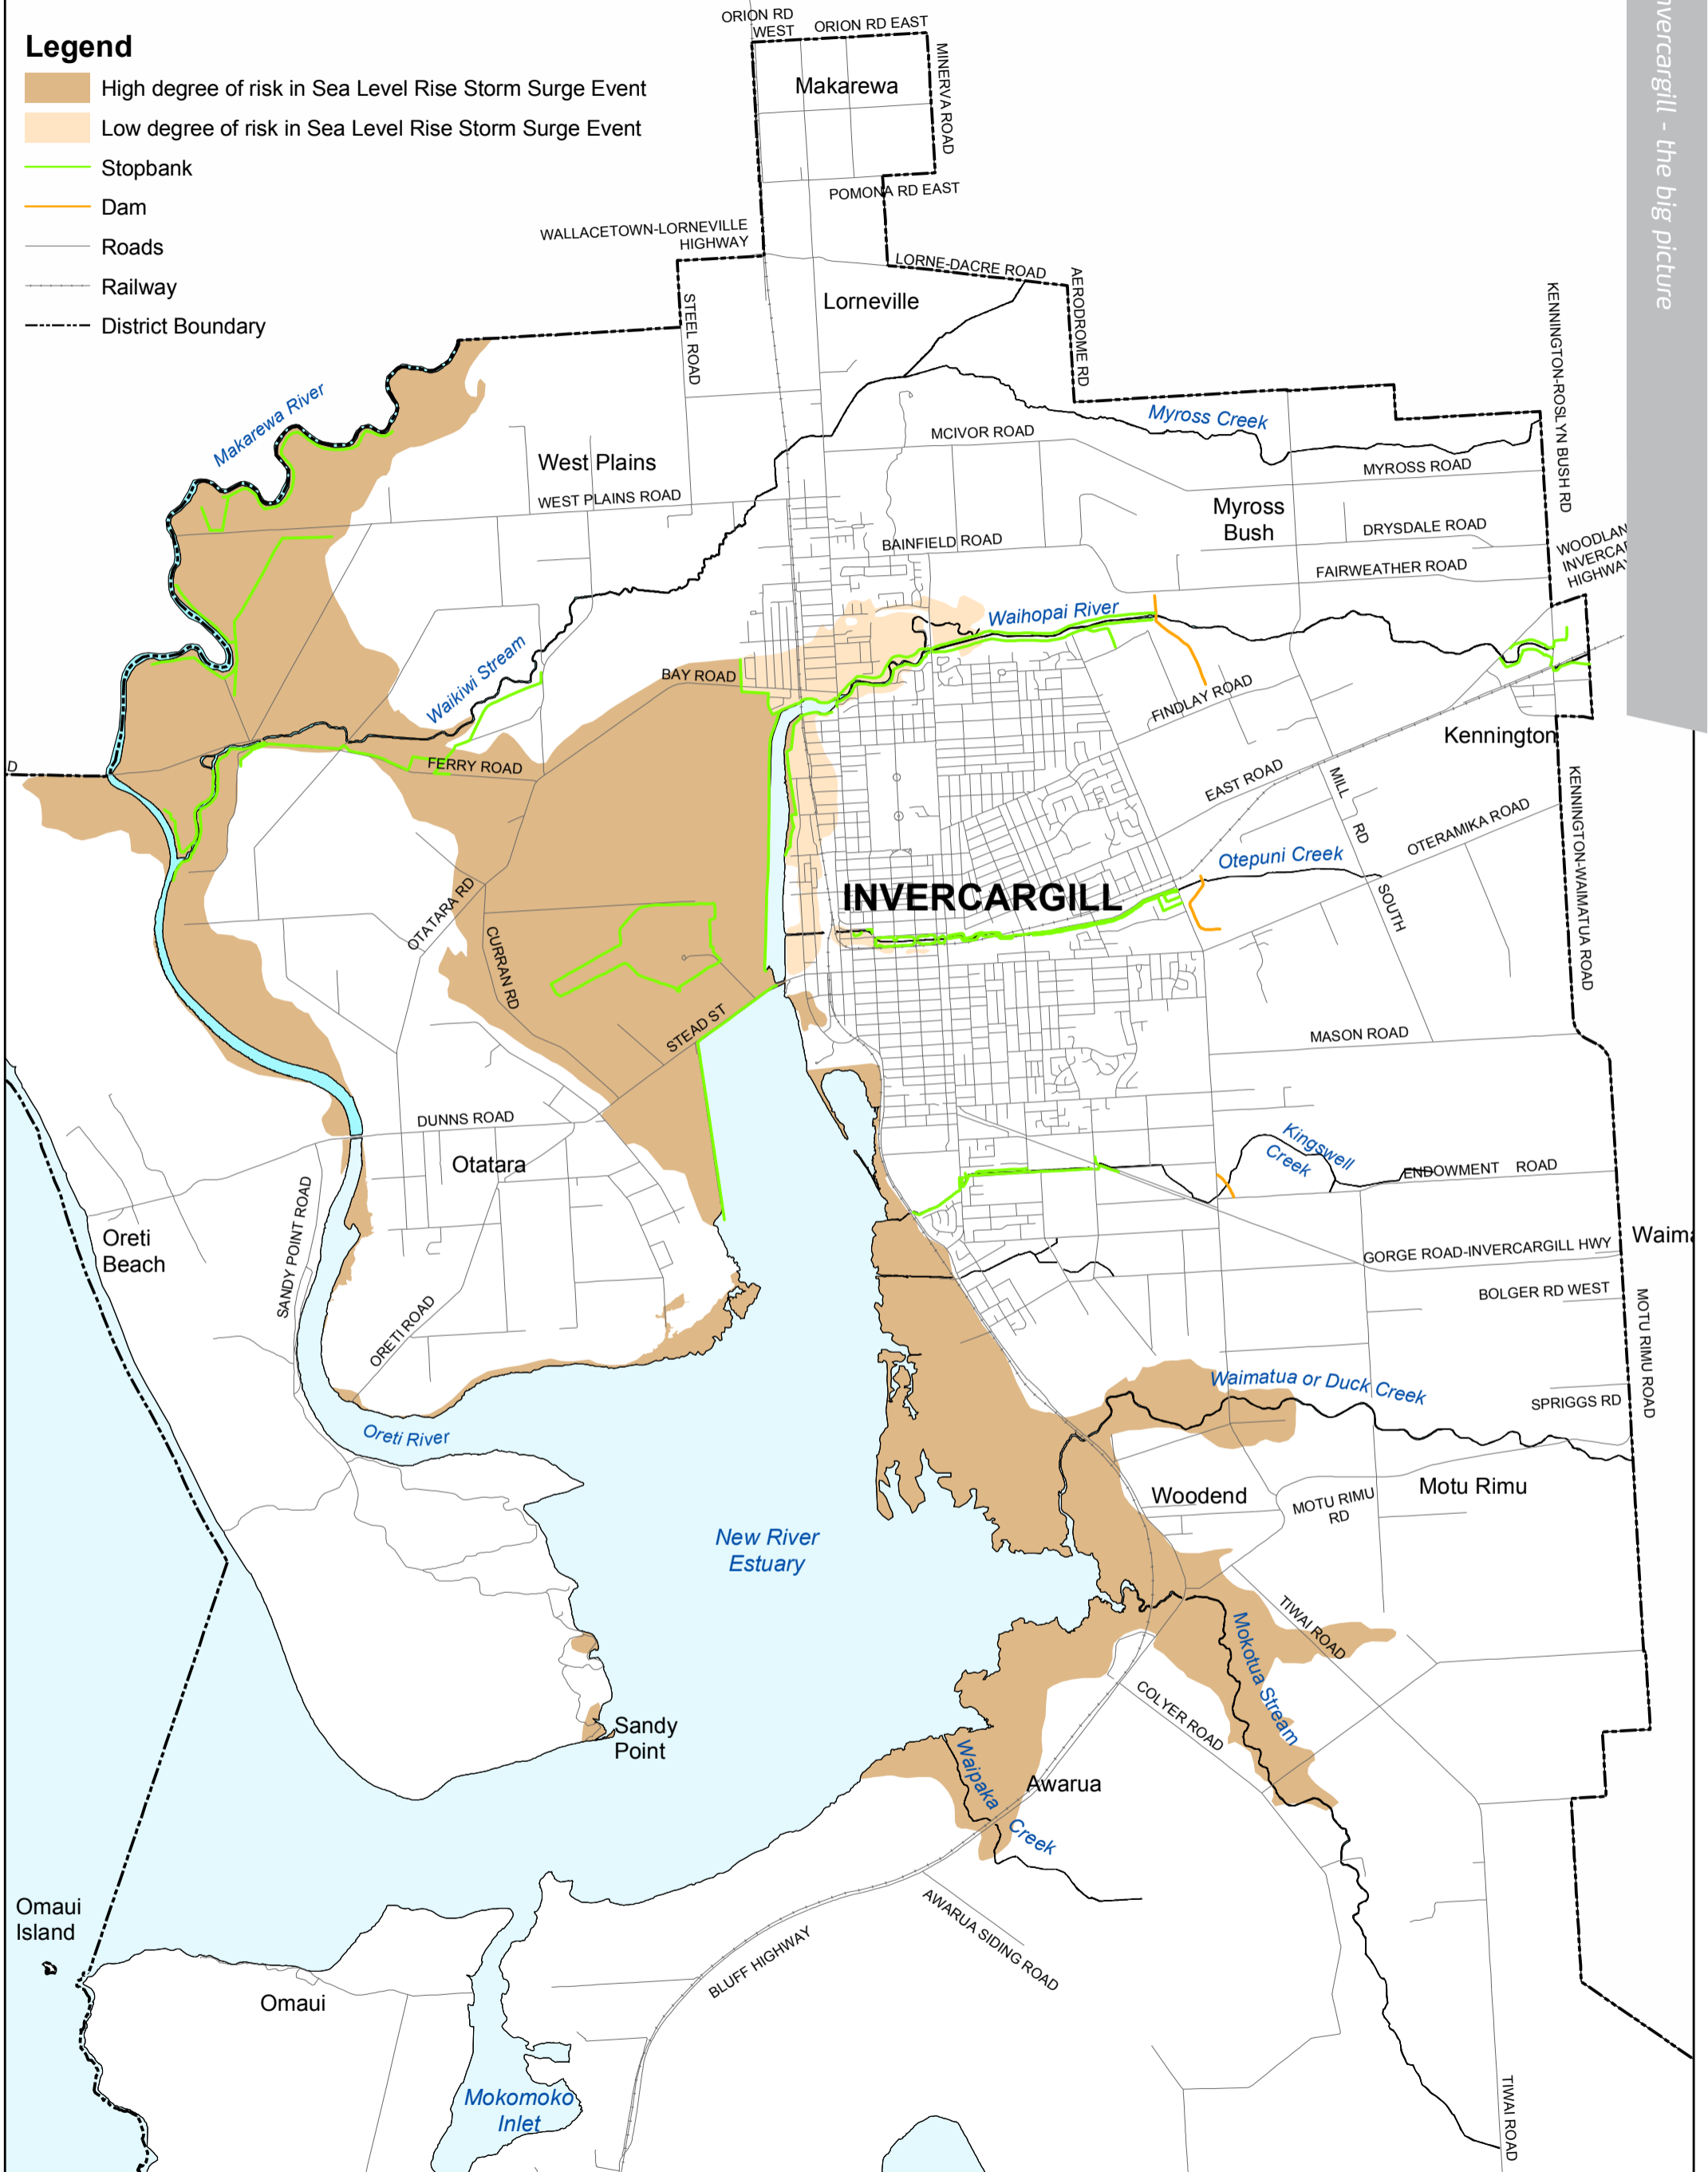 Legend
High degree of risk in Sea Level Rise Storm Surge Event
Low degree of risk in Sea Level Rise Storm Surge Event
Stopbank
Dam
Roads
Railway
District Boundary
ORION RD
WEST
ORION RD EAST
Makarewa
MINERVA ROAD
POMONA RD EAST
WALLACETOWN-LORNEVILLE
HIGHWAY
LORNE-DACRE ROAD
Lorneville
STEEL ROAD
AERODROME RD
KENNINGTON-ROSLYN BUSH RD
- the big picture
Makarewa River
Myross Creek
MCIVOR ROAD
MYROSS ROAD
West Plains
WEST PLAINS ROAD
Myross
Bush
DRYSDALE ROAD
BAINFIELD ROAD
FAIRWEATHER ROAD
HIGHWAY
Waihopai River
Waikiwi Stream
BAY ROAD
FINDLAY ROAD
Kennington
FERRY ROAD
EAST ROAD
MILL
RD
OTERAMIKA ROAD
KENNINGTON-WAIMATUA ROAD
Otepuni Creek
INVERCARGILL
SOUTH
OTATARA RD
CURRAN RD
STEAD ST
MASON ROAD
DUNNS ROAD
Otatara
Kingswell
Creek
ENDOWMENT ROAD
SANDY POINT ROAD
Oreti
Beach
GORGE ROAD-INVERCARGILL HWY
BOLGER RD WEST
MOTU RIMU ROAD
ORETI ROAD
Waimatua or Duck Creek
SPRIGGS RD
Oreti River
Woodend
MOTU RIMU
RD
Motu Rimu
New River
Estuary
TIWAI ROAD
Mokotua Stream
COLYER ROAD
Sandy
Point
Waipaka
Creek
Awarua
Omaui
Island
AWARUA SIDING ROAD
BLUFF HIGHWAY
Omaui
Mokomoko
Inlet
TIWAI ROAD